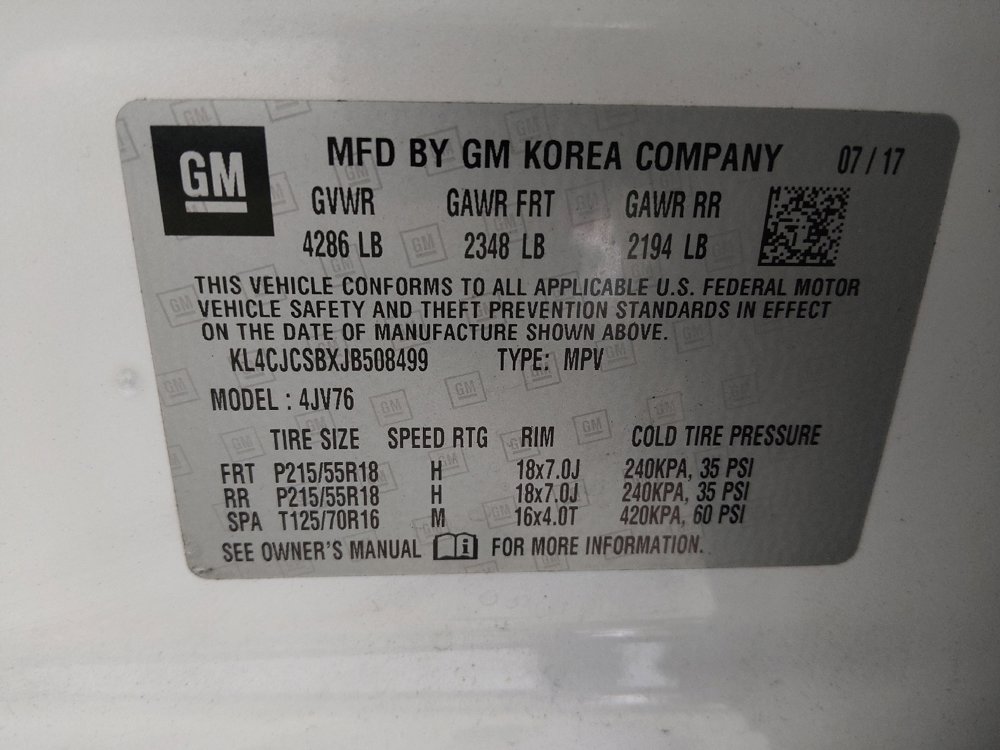 GM
MFD BY GM KOREA COMPANY 07/17
GVWR GAWR FRT GAWR RR
4286 LB 2348 LB 2194 LB
THIS VEHICLE CONFORMS TO ALL APPLICABLE U.S. FEDERAL MOTOR
VEHICLE SAFETY AND THEFT PREVENTION STANDARDS IN EFFECT
ON THE DATE OF MANUFACTURE SHOWN ABOVE.
KL4CJCSBXJB508499 TYPE: MPV
MODEL : 4JV76
TIRE SIZE SPEED RTG RIM COLD TIRE PRESSURE
FRT P215/55R18 H 18x7.0J 240KPA, 35 PSI
RR P215/55R18 H 18x7.0J 240KPA, 35 PSI
SPA T125/70R16 M 16x4.0T 420KPA, 60 PSI
SEE OWNER'S MANUAL i FOR MORE INFORMATION.